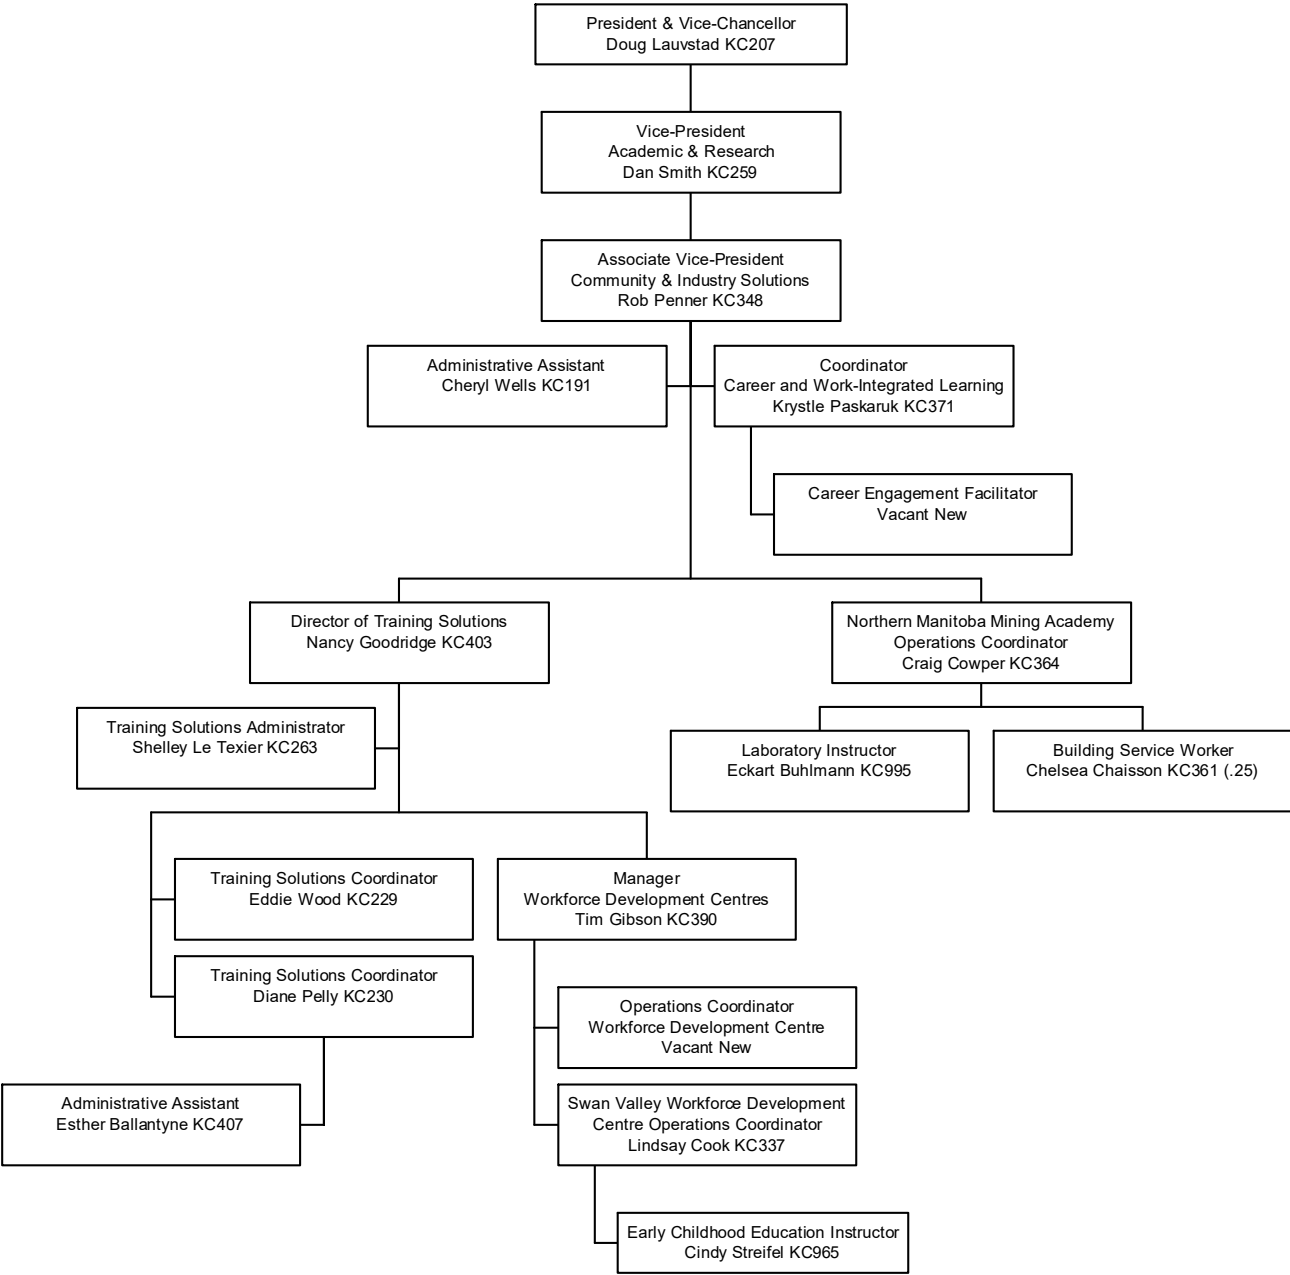 President & Vice-Chancellor
Doug Lauvstad KC207
Vice-President
Academic & Research
Dan Smith KC259
Associate Vice-President
Community & Industry Solutions
Rob Penner KC348
Administrative Assistant
Cheryl Wells KC191
Coordinator
Career and Work-Integrated Learning
Krystle Paskaruk KC371
Career Engagement Facilitator
Vacant New
Director of Training Solutions
Nancy Goodridge KC403
Northern Manitoba Mining Academy
Operations Coordinator
Craig Cowper KC364
Training Solutions Administrator
Shelley Le Texier KC263
Laboratory Instructor
Eckart Buhlmann KC995
Building Service Worker
Chelsea Chaisson KC361 (.25)
Training Solutions Coordinator
Eddie Wood KC229
Manager
Workforce Development Centres
Tim Gibson KC390
Training Solutions Coordinator
Diane Pelly KC230
Operations Coordinator
Workforce Development Centre
Vacant New
Administrative Assistant
Esther Ballantyne KC407
Swan Valley Workforce Development
Centre Operations Coordinator
Lindsay Cook KC337
Early Childhood Education Instructor
Cindy Streifel KC965